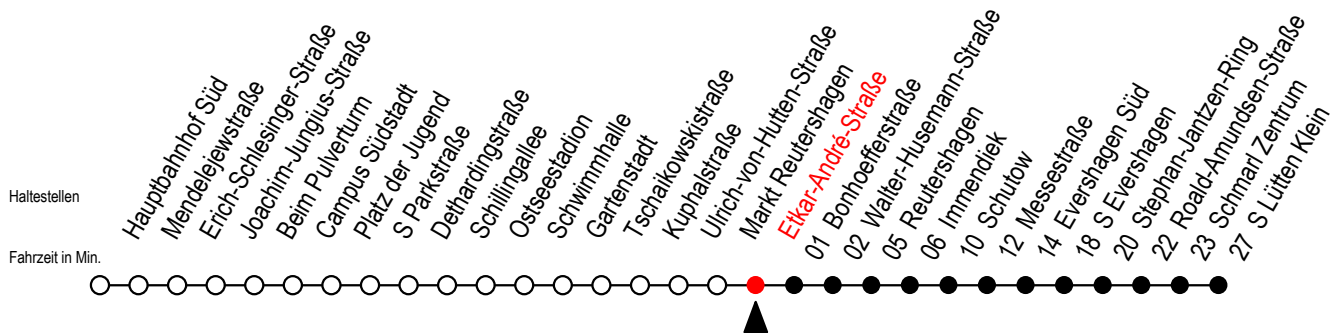 Haltestellen
Fahrzeit in Min.
Hauptbahnhof Süd
Mendelejewstraße
Erich-Schlesinger-Straße
Joachim-Jungius-Straße
Beim Pulverturm
Campus Südstadt
Platz der Jugend
S Parkstraße
Dethardingstraße
Schillingallee
Ostseestadion
Schwimmhalle
Gartenstadt
Tschaikowskistraße
Kuphalstraße
Ulrich-von-Hutten-Straße
Markt Reutershagen
Etkar-André-Straße
01 Bonhoefferstraße
02 Walter-Husemann-Straße
05 Reutershagen
06 Immendiek
10 Schutow
12 Messestraße
14 Evershagen Süd
18 S Evershagen
20 Stephan-Jantzen-Ring
22 Roald-Amundsen-Straße
23 Schmarl Zentrum
27 S Lütten Klein